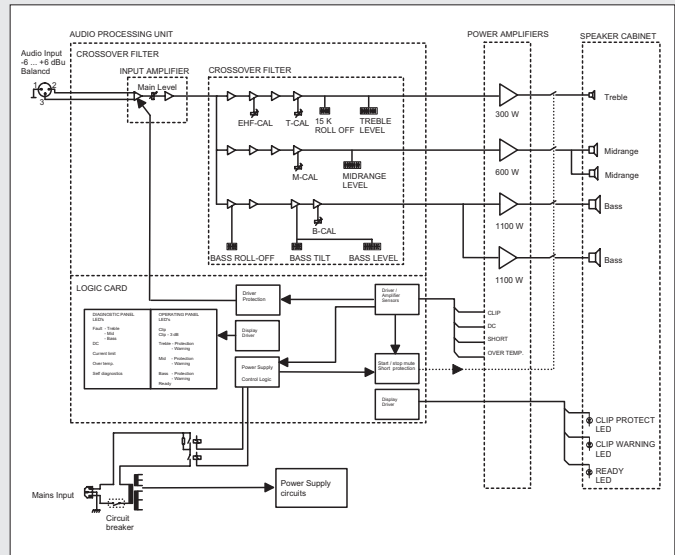 AUDIO PROCESSING UNIT
POWER AMPLIFIERS
SPEAKER CABINET
Audio Input
-6 ... +6 dBu
Balancd
CROSSOVER FILTER
INPUT AMPLIFIER
CROSSOVER FILTER
Main Level
1
2
3
EHF-CAL
T-CAL
15 K
ROLL OFF
TREBLE
LEVEL
300 W
Treble
M-CAL
MIDRANGE
LEVEL
600 W
Midrange
Midrange
B-CAL
1100 W
Bass
BASS ROLL-OFF
BASS TILT
BASS LEVEL
1100 W
Bass
LOGIC CARD
Driver
Protection
Driver /
Amplifier
Sensors
DIAGNOSTIC PANEL
LED's
Fault - Treble
- Mid
- Bass
DC
Current limit
Over temp.
Self diagnostics
OPERATING PANEL
LED's
Clip
Clip - 3 dB
Treble - Protection
- Warning
Mid - Protection
- Warning
Bass - Protection
- Warning
Ready
Display
Driver
Power Supply
Control Logic
Start / stop mute
Short protection
CLIP
DC
SHORT
OVER TEMP.
Display
Driver
CLIP PROTECT
LED
CLIP WARNING
LED
READY
LED
Mains Input
Circuit
breaker
Power Supply
circuits